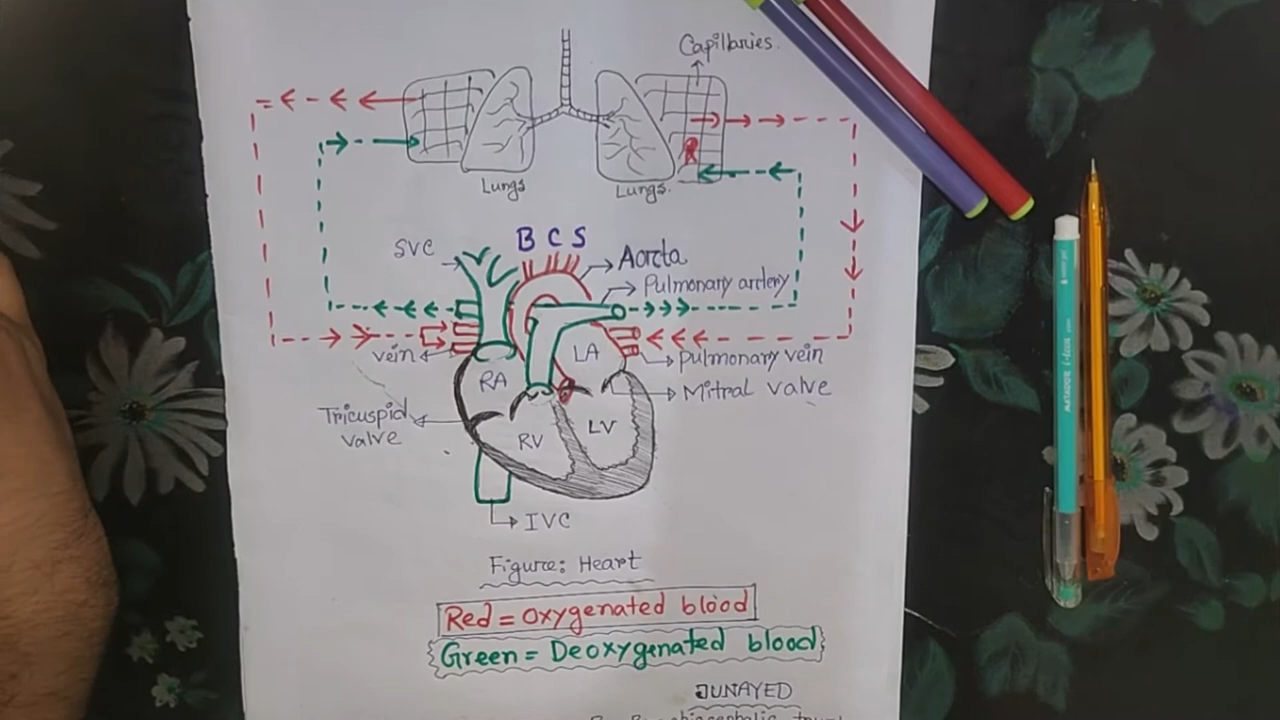 Capillaries.
Lungs
Lungs.
SVC
B C S
Aorta
Pulmonary artery
vein
RA
LA
pulmonary vein
Mitral valve
Tricuspid
valve
RV
LV
IVC
Figure: Heart
Red = Oxygenated blood
Green = Deoxygenated blood
JUNAYED